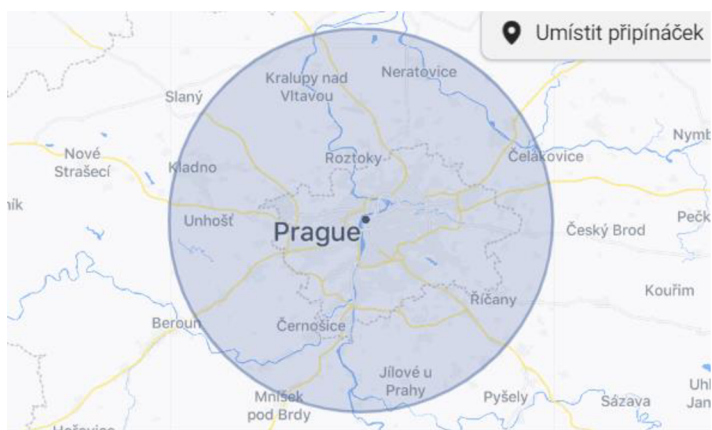 Umístit připínáček
Neratovice
Kralupy nad
Vltavou
Slaný
Nymb
Nové
Strašecí
Roztoky
Čelákovice
Kladno
ník
Unhošť
Prague
Český Brod
Pečk
Kouřim
Říčany
Beroun
Černošice
Jílové u
Prahy
Uhl
Jan
Mníšek
pod Brdy
Pyšely
Sázava